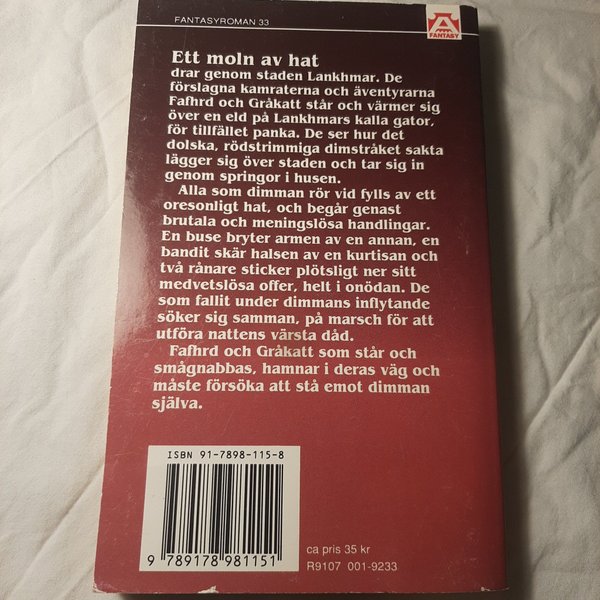 FANTASYROMAN 33
A
FANTASY
Ett moln av hat
drar genom staden Lankhmar. De
förslagna kamraterna och äventyrarna
Fafhrd och Gråkatt står och värmer sig
över en eld på Lankhmars kalla gator,
för tillfället panka. De ser hur det
dolska, rödstrimmiga dimstråket sakta
lägger sig över staden och tar sig in
genom springor i husen.
Alla som dimman rör vid fylls av ett
oresonligt hat, och begår genast
brutala och meningslösa handlingar.
En buse bryter armen av en annan, en
bandit skär halsen av en kurtisan och
två rånare sticker plötsligt ner sitt
medvetslösa offer, helt i onödan. De
som fallit under dimmans inflytande
söker sig samman, på marsch för att
utföra nattens värsta dåd.
Fafhrd och Gråkatt som står och
smågnabbas, hamnar i deras väg och
måste försöka att stå emot dimman
själva.
ISBN 91-7898-115-8
9 789178 981151
ca pris 35 kr
R9107 001-9233